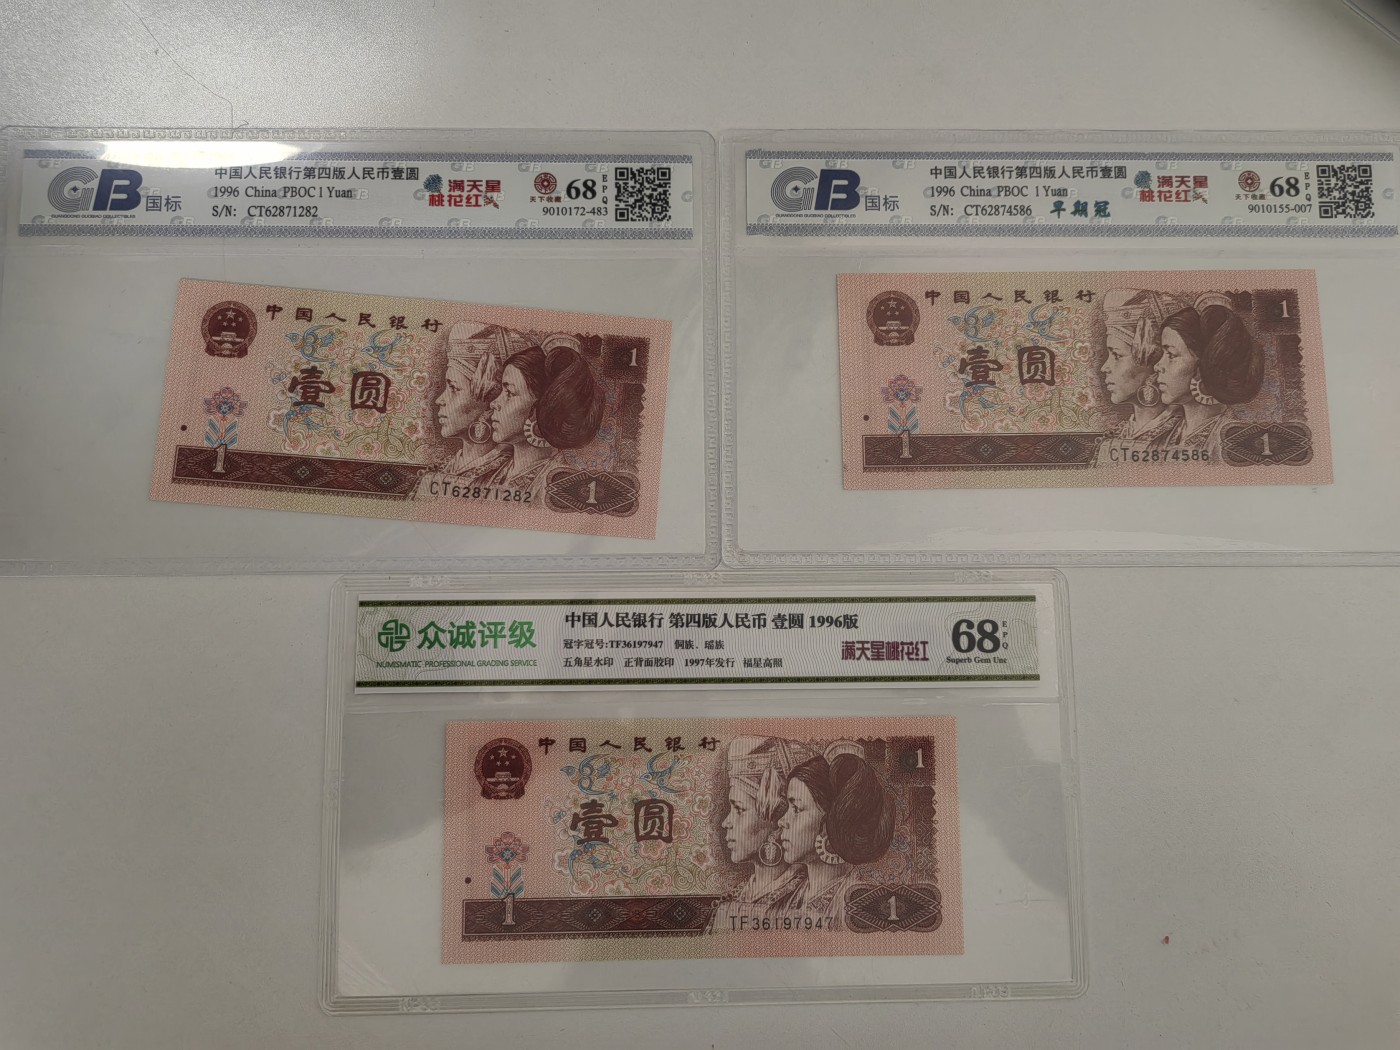 GB 国标
GUANGDONG GUOBIAO COLLECTIBLES
中国人民银行第四版人民币壹圆
1996 China PBOC 1 Yuan
S/N: CT62871282
满天星
桃花红
天下收藏
68
EPQ
9010172-483
中国人民银行
壹圆
1
1
CT62871282
1
GB 国标
GUANGDONG GUOBIAO COLLECTIBLES
中国人民银行第四版人民币壹圆
1996 China PBOC 1 Yuan
S/N: CT62874586 早期冠
满天星
桃花红
天下收藏
68
EPQ
9010155-007
中国人民银行
壹圆
1
1
CT62874586
1
众诚评级
NUMISMATIC PROFESSIONAL GRADING SERVICE
中国人民银行 第四版人民币 壹圆 1996版
冠字冠号:TF36197947 侗族、瑶族
五角星水印 正背面胶印 1997年发行 福星高照
满天星桃花红
68
EPQ
Superb Gem Unc
中国人民银行
壹圆
1
1
TF36197947
1